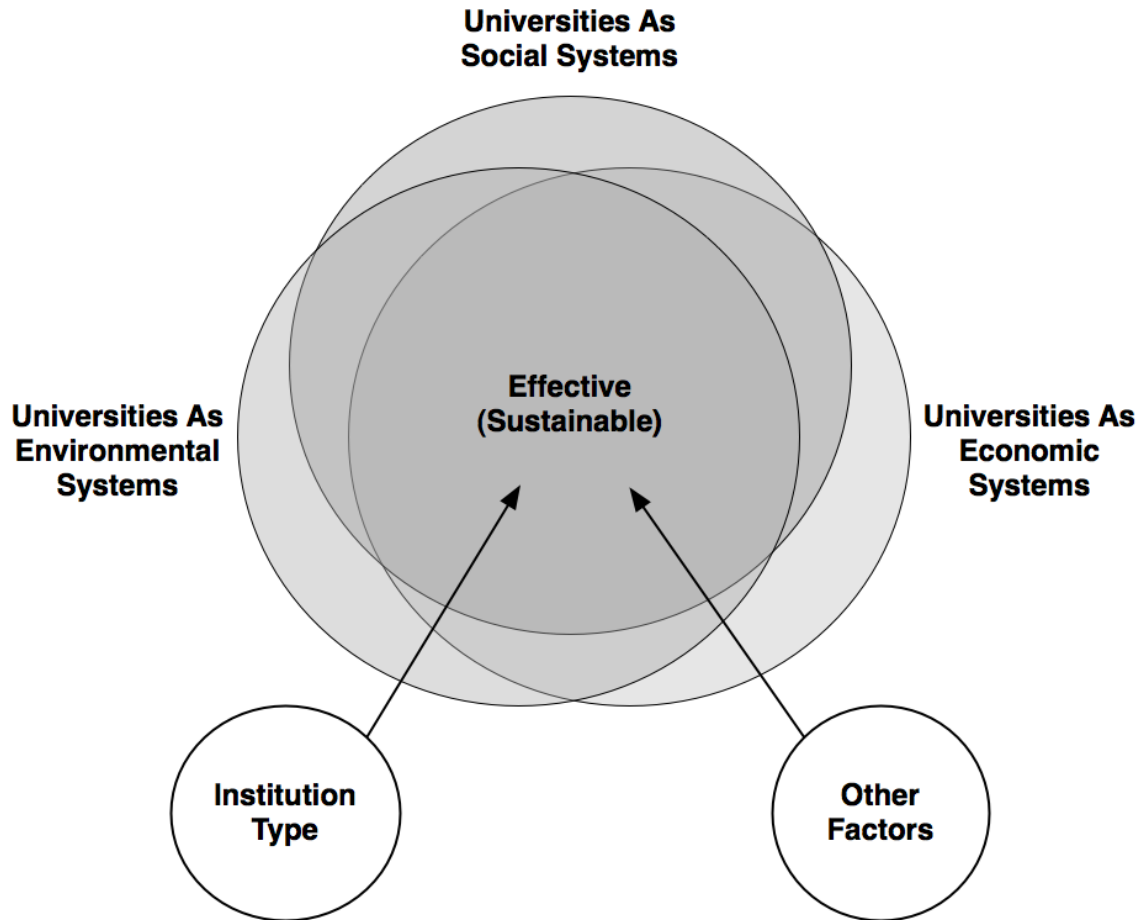 Universities As
Social Systems
Effective
(Sustainable)
Universities As
Environmental
Systems
Universities As
Economic
Systems
Institution
Type
Other
Factors